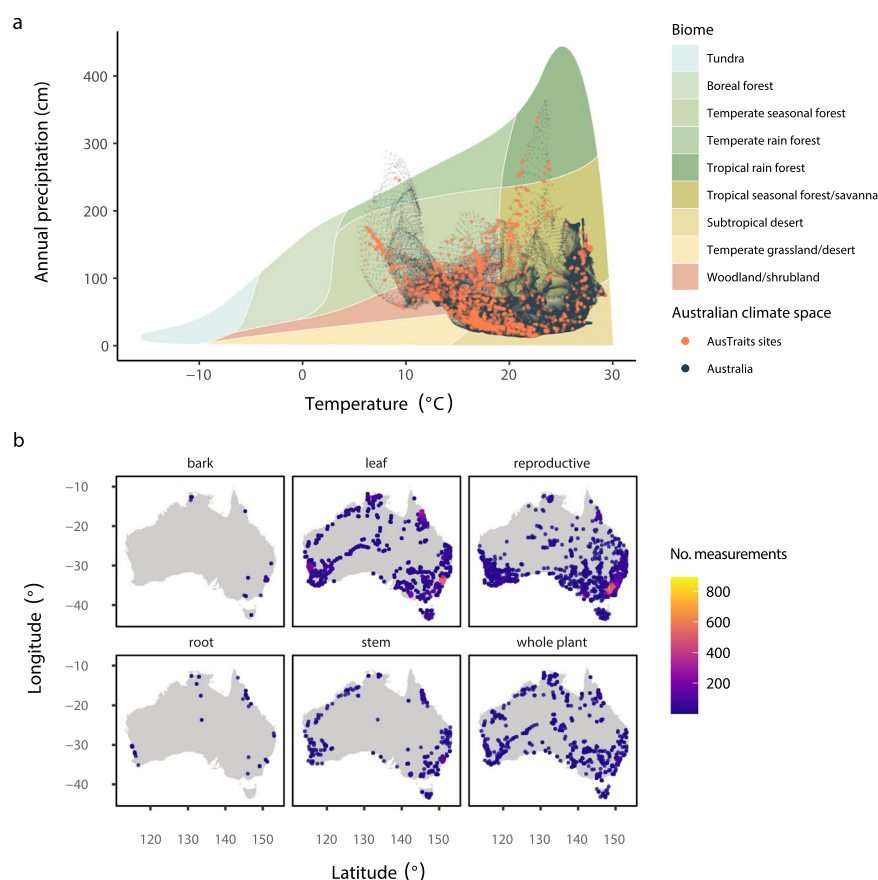 a
Annual precipitation (cm)
400
300
200
100
0
−10
0
10
20
30
Temperature (°C)
Biome
Tundra
Boreal forest
Temperate seasonal forest
Temperate rain forest
Tropical rain forest
Tropical seasonal forest/savanna
Subtropical desert
Temperate grassland/desert
Woodland/shrubland
Australian climate space
AusTraits sites
Australia
b
bark
leaf
reproductive
−10
−20
−30
−40
root
stem
whole plant
−10
−20
−30
−40
Longitude (°)
120 130 140 150
120 130 140 150
120 130 140 150
Latitude (°)
No. measurements
800
600
400
200